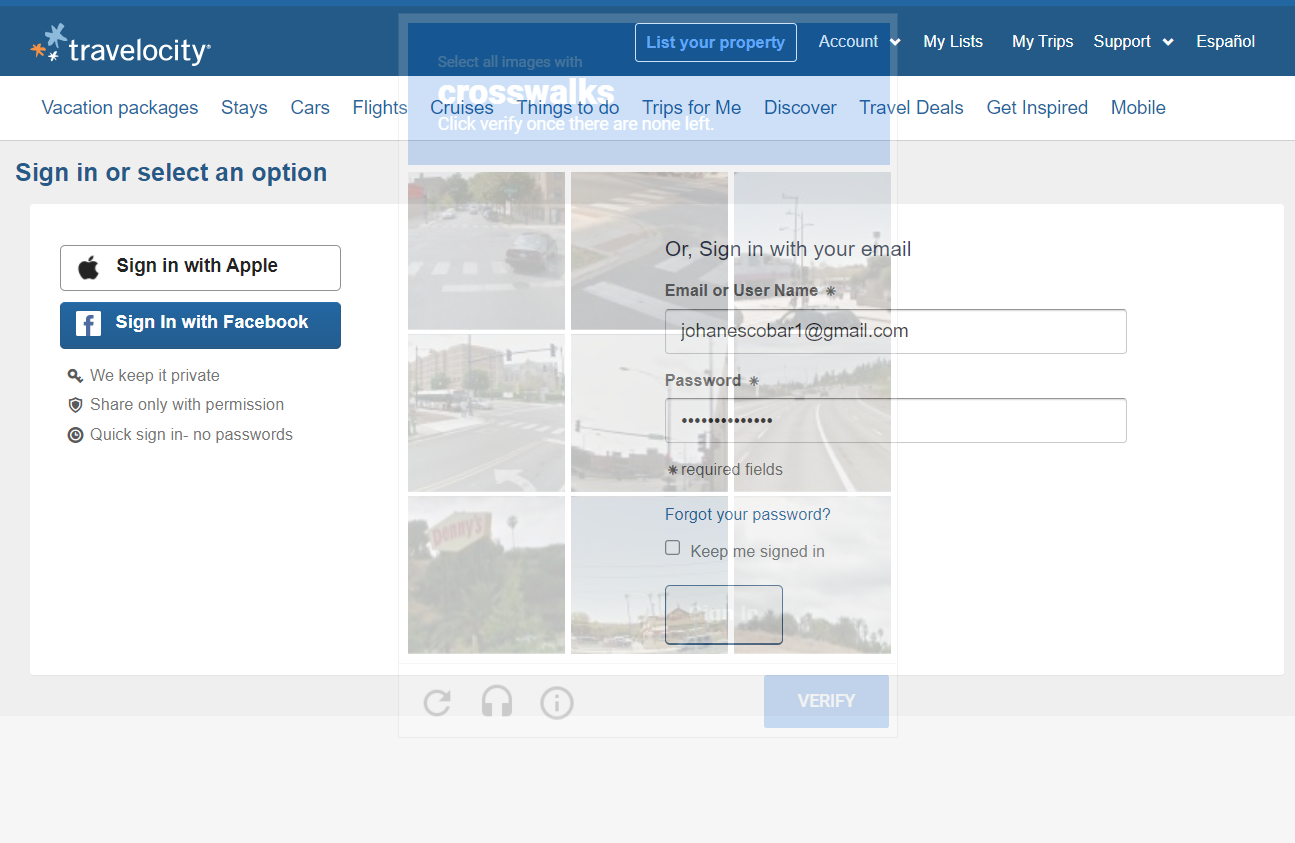 travelocity®
List your property
Account
My Lists
My Trips
Support
Español
Select all images with
crosswalks
Click verify once there are none left.
Vacation packages
Stays
Cars
Flights
Cruises
Things to do
Trips for Me
Discover
Travel Deals
Get Inspired
Mobile
Sign in or select an option
Sign in with Apple
Sign In with Facebook
We keep it private
Share only with permission
Quick sign in- no passwords
Or, Sign in with your email
Email or User Name ✷
johanescobar1@gmail.com
Password ✷
••••••••••••••
✷required fields
Forgot your password?
Keep me signed in
Sign In
Denny's
VERIFY